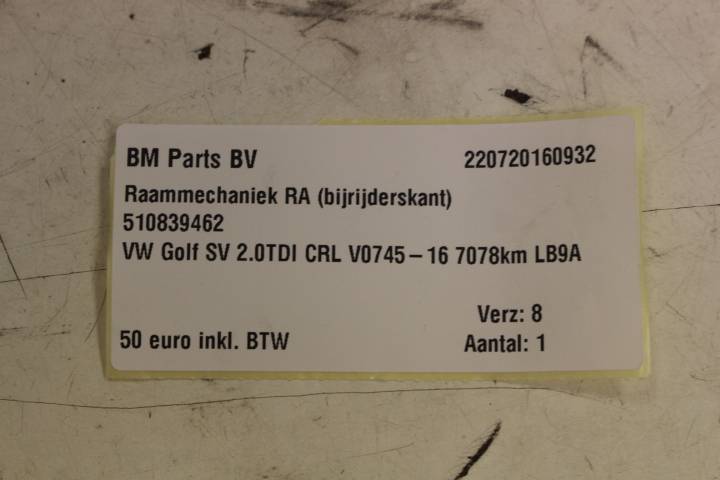 BM Parts BV 220720160932
Raammechaniek RA (bijrijderskant)
510839462
VW Golf SV 2.0TDI CRL V0745-16 7078km LB9A
Verz: 8
50 euro inkl. BTW Aantal: 1